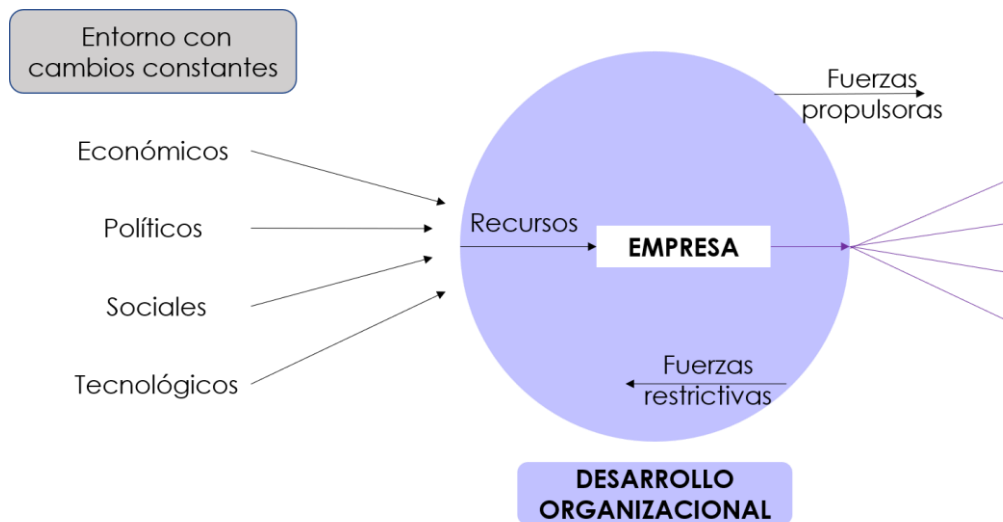 Entorno con
cambios constantes
Económicos
Políticos
Sociales
Tecnológicos
Recursos
EMPRESA
Fuerzas
propulsoras
Fuerzas
restrictivas
DESARROLLO
ORGANIZACIONAL